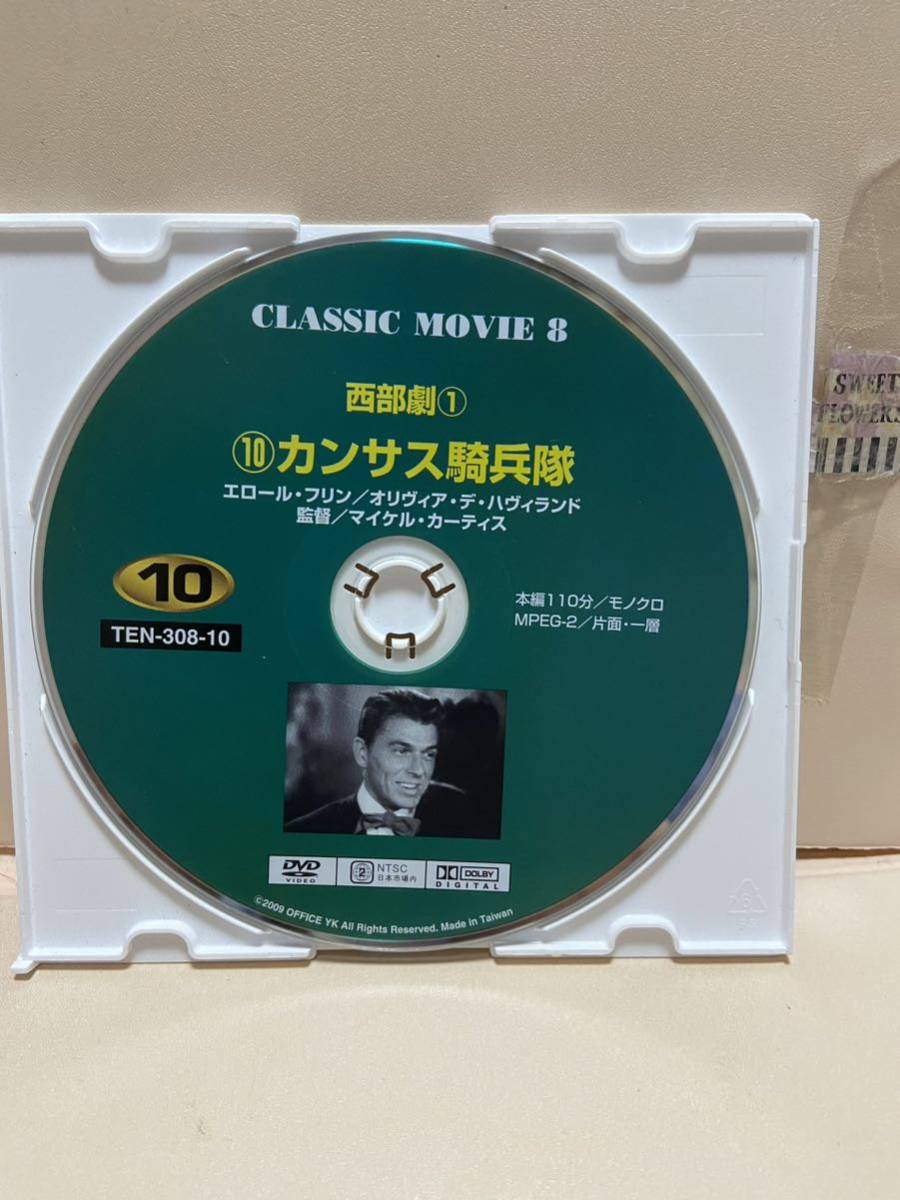 CLASSIC MOVIE 8
西部劇①
⑩カンサス騎兵隊
エロール・フリン/オリヴィア・デ・ハヴィランド
監督/マイケル・カーティス
10
TEN-308-10
本編110分/モノクロ
MPEG-2/片面・一層
DVD
VIDEO
2
NTSC
日本市場内
DOLBY
DIGITAL
©2009 OFFICE YK All Rights Reserved. Made in Taiwan
SWEET
FLOWERS